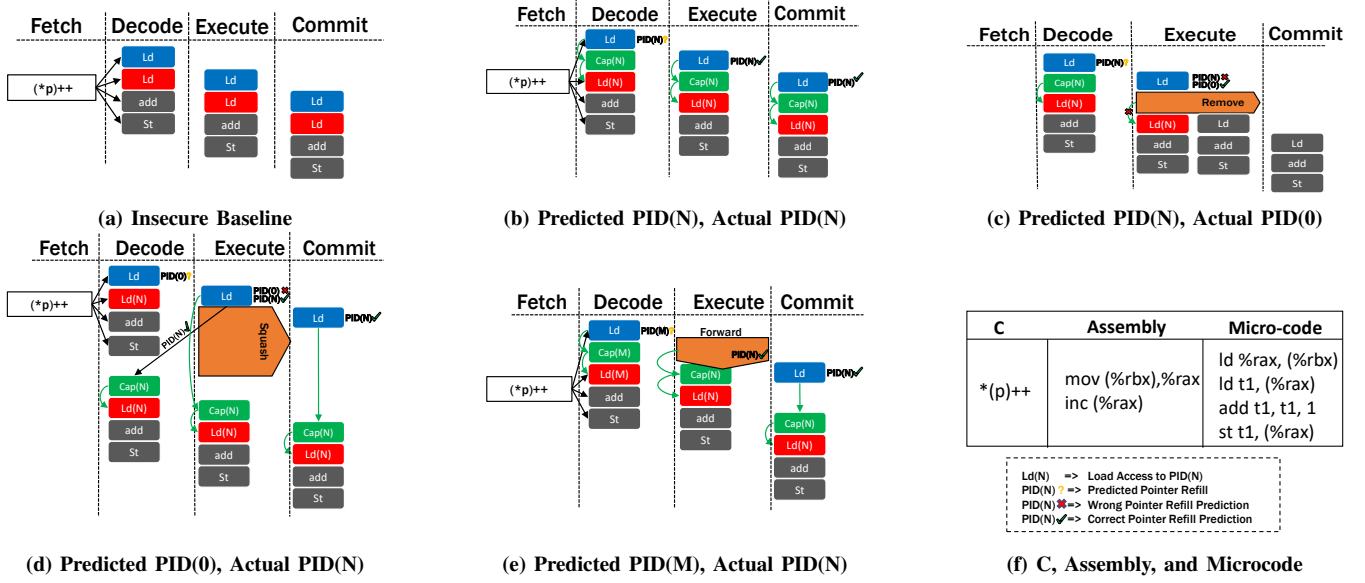 Fetch Decode Execute Commit
(*p)++
Ld
Ld
add
St
Ld
Ld
add
St
Ld
Ld
add
St
(a) Insecure Baseline
Fetch Decode Execute Commit
(*p)++
Ld PID(N)?
Cap(N)
Ld(N)
add
St
Ld PID(N)✔
Cap(N)
Ld(N)
add
St
Ld PID(N)✔
Cap(N)
Ld(N)
add
St
(b) Predicted PID(N), Actual PID(N)
Fetch Decode Execute Commit
Ld PID(N)?
Cap(N)
Ld(N)
add
St
Ld PID(N)✖
PID(0)✔
Remove
✖
Ld(N) Ld
add add
St St
Ld
add
St
(c) Predicted PID(N), Actual PID(0)
Fetch Decode Execute Commit
(*p)++
Ld PID(0)?
Ld(N)
add
St
PID(N)✔
Cap(N)
Ld(N)
add
St
Ld PID(0)✖
PID(N)✔
Squash
Cap(N)
Ld(N)
add
St
Ld PID(N)✔
Cap(N)
Ld(N)
add
St
(d) Predicted PID(0), Actual PID(N)
Fetch Decode Execute Commit
(*p)++
Ld PID(M)?
Cap(M)
Ld(M)
add
St
Forward
PID(N)✔
Cap(N)
Ld(N)
add
St
Ld PID(N)✔
Cap(N)
Ld(N)
add
St
(e) Predicted PID(M), Actual PID(N)
C Assembly Micro-code
*(p)++
mov (%rbx),%rax
inc (%rax)
ld %rax, (%rbx)
ld t1, (%rax)
add t1, t1, 1
st t1, (%rax)
Ld(N) => Load Access to PID(N)
PID(N)? => Predicted Pointer Refill
PID(N)✖=> Wrong Pointer Refill Prediction
PID(N)✔=> Correct Pointer Refill Prediction
(f) C, Assembly, and Microcode